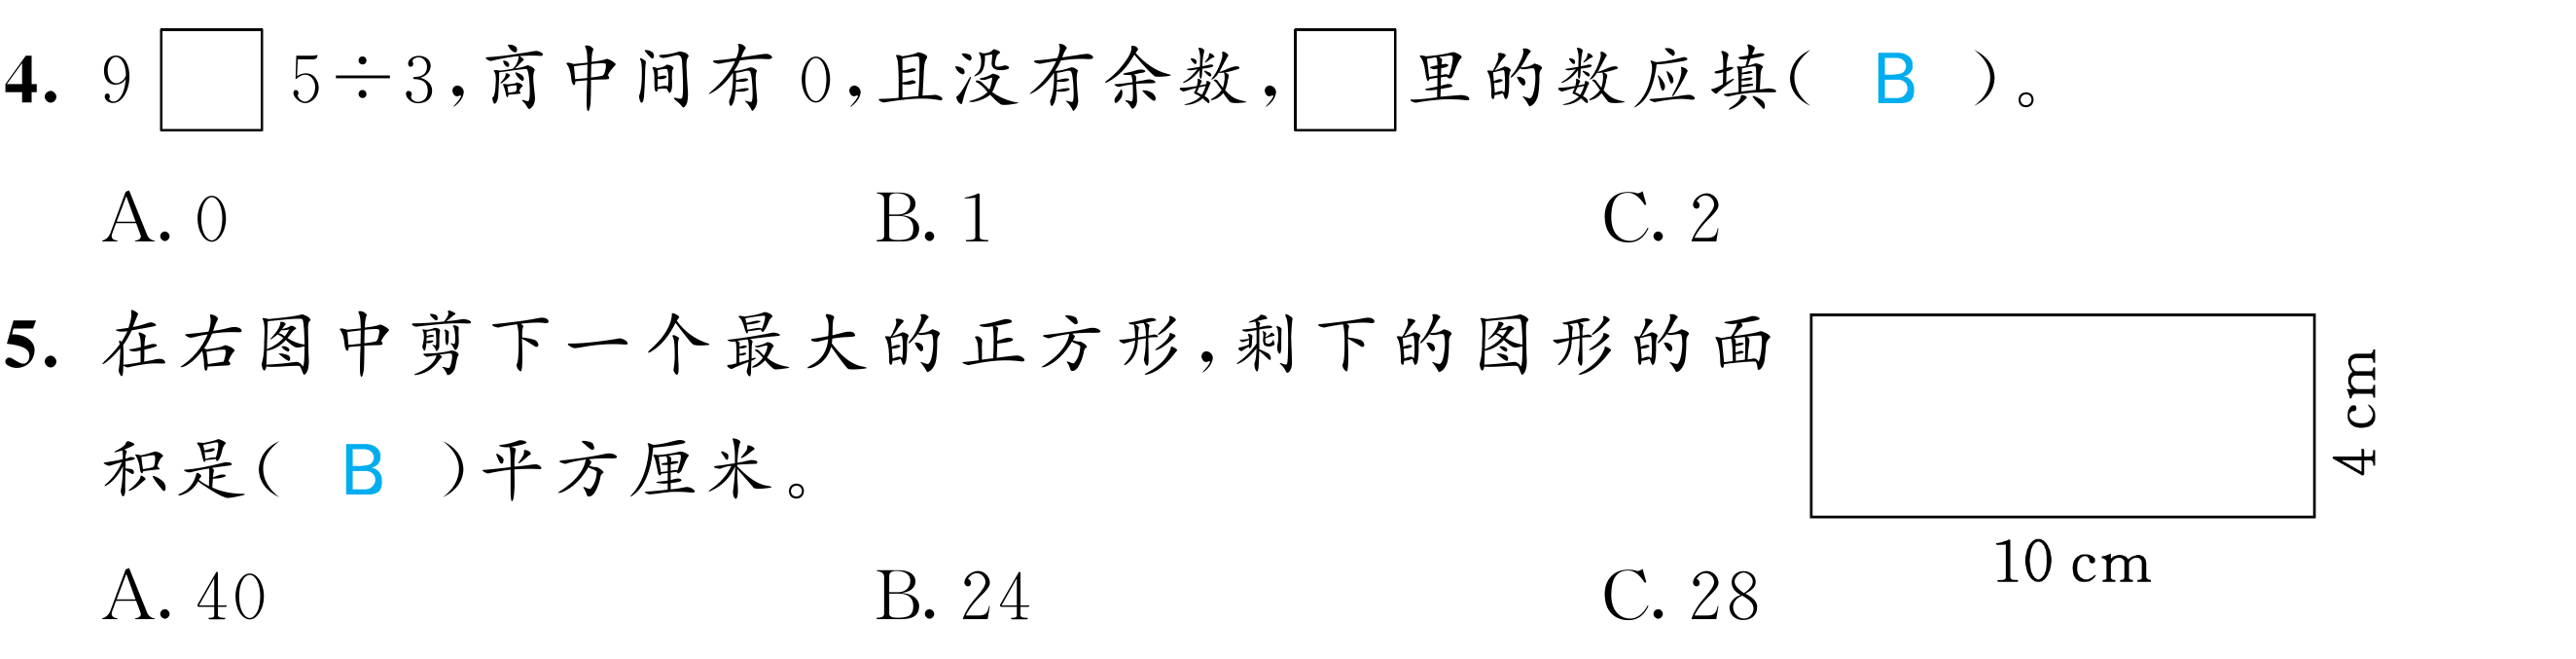 4. 9□5÷3,商中间有 0,且没有余数,□里的数应填( B )。
A. 0 B. 1 C. 2
5. 在右图中剪下一个最大的正方形,剩下的图形的面
积是( B )平方厘米。
4 cm
10 cm
A. 40 B. 24 C. 28